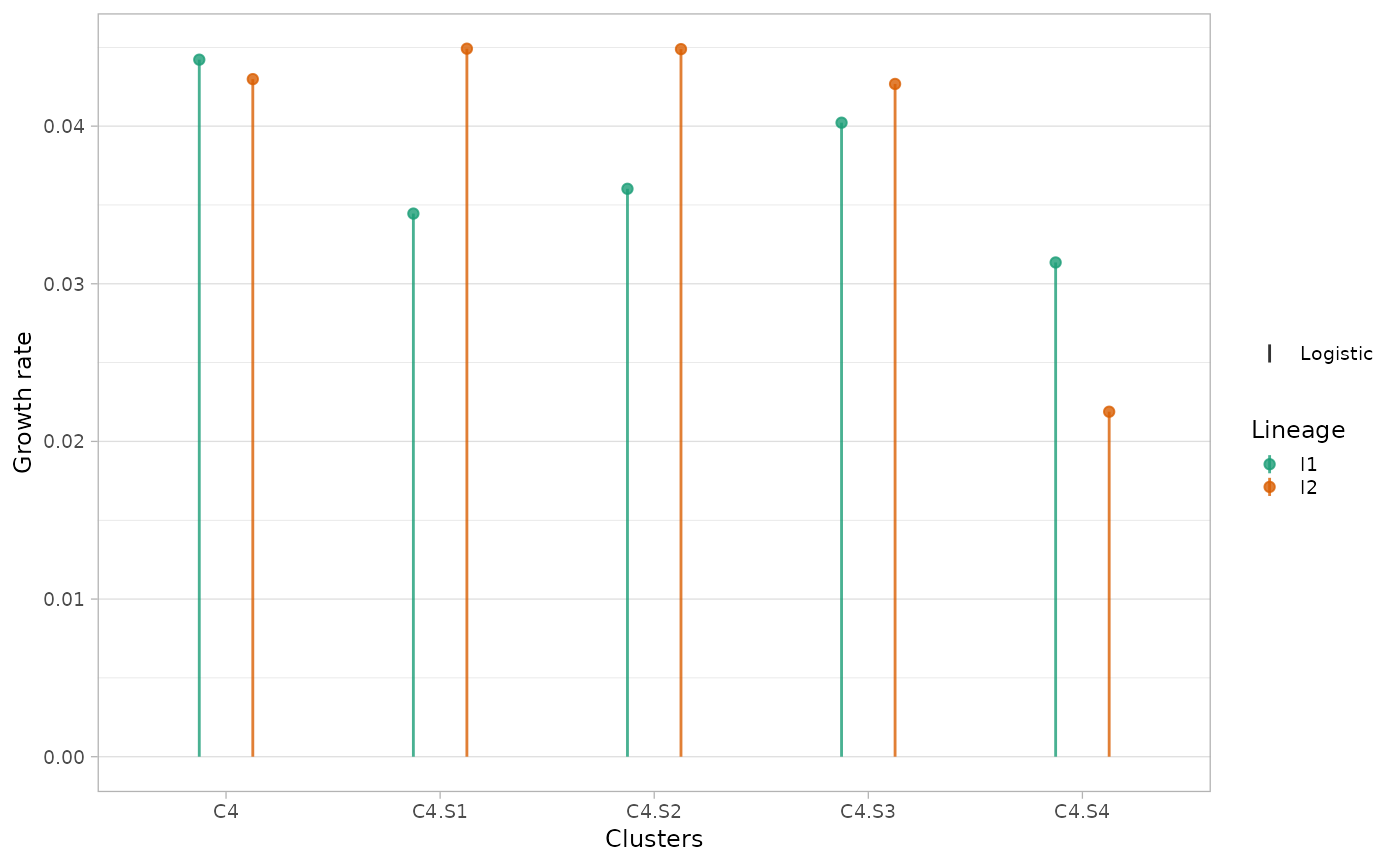 Growth rate
0.04
0.03
0.02
0.01
0.00
C4 C4.S1 C4.S2 C4.S3 C4.S4
Clusters
Logistic
Lineage
l1
l2